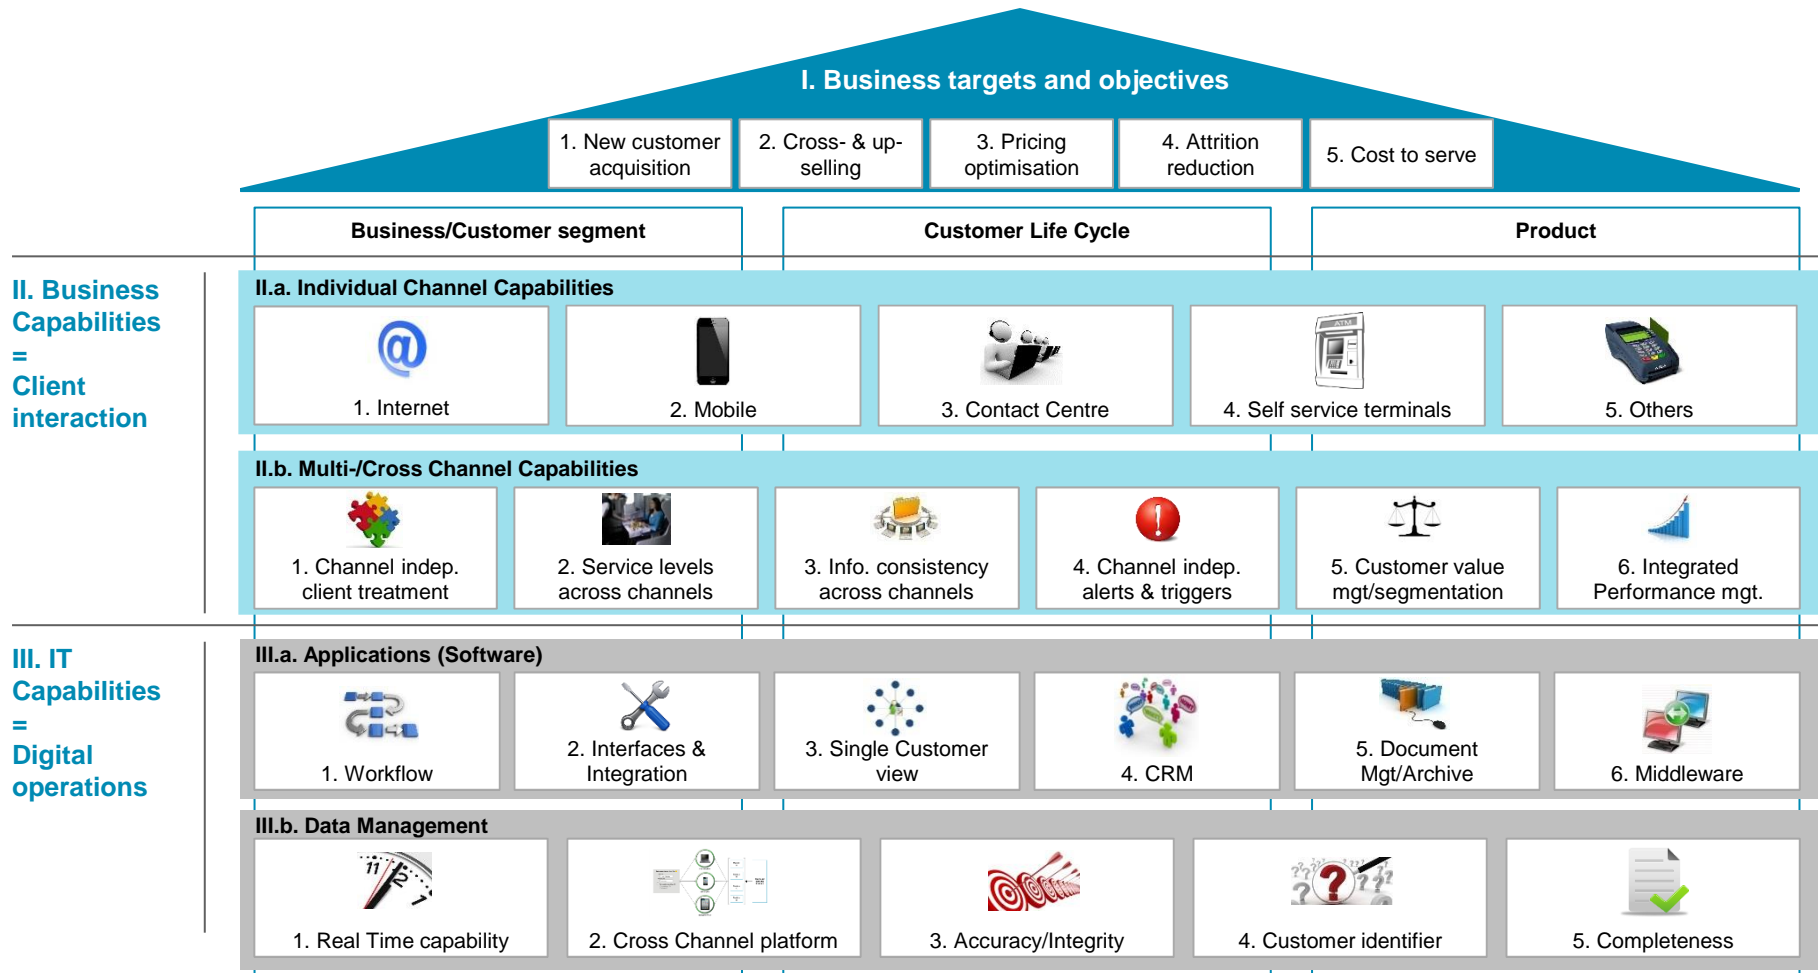 I. Business targets and objectives
1. New customer
acquisition
2. Cross- & up-
selling
3. Pricing
optimisation
4. Attrition
reduction
5. Cost to serve
Business/Customer segment
Customer Life Cycle
Product
II. Business
Capabilities
=
Client
interaction
II.a. Individual Channel Capabilities
1. Internet
2. Mobile
3. Contact Centre
ATM
4. Self service terminals
5. Others
II.b. Multi-/Cross Channel Capabilities
1. Channel indep.
client treatment
2. Service levels
across channels
3. Info. consistency
across channels
4. Channel indep.
alerts & triggers
5. Customer value
mgt/segmentation
6. Integrated
Performance mgt.
III. IT
Capabilities
=
Digital
operations
III.a. Applications (Software)
1. Workflow
2. Interfaces &
Integration
3. Single Customer
view
4. CRM
5. Document
Mgt/Archive
6. Middleware
III.b. Data Management
11
12
1
1. Real Time capability
2. Cross Channel platform
3. Accuracy/Integrity
4. Customer identifier
5. Completeness